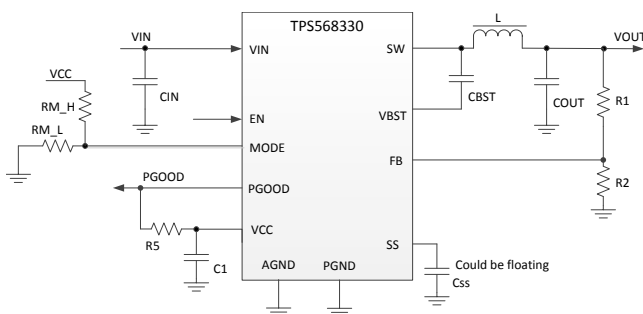 TPS568330
VIN
VIN
SW
L
VOUT
VCC
CIN
CBST
COUT
R1
RM_H
VBST
EN
RM_L
MODE
FB
PGOOD
PGOOD
R2
R5
VCC
C1
SS
AGND
PGND
Could be floating
Css